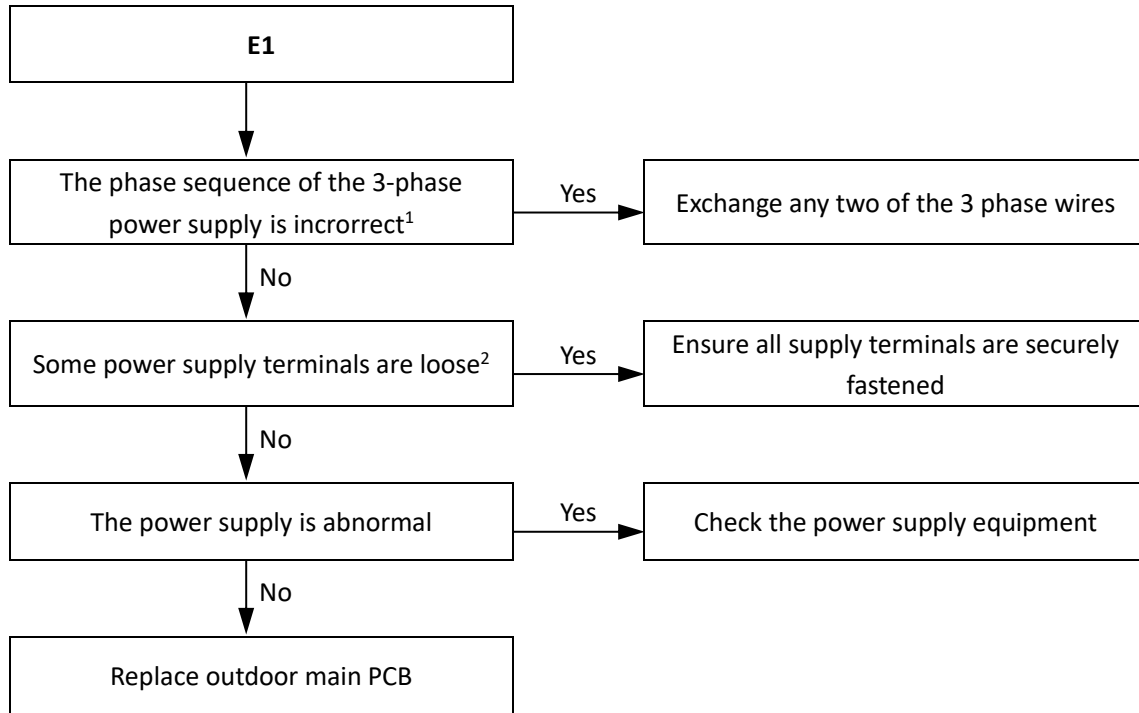 E1
The phase sequence of the 3-phase
power supply is incrorrect1
Yes
Exchange any two of the 3 phase wires
No
Some power supply terminals are loose2
Yes
Ensure all supply terminals are securely
fastened
No
The power supply is abnormal
Yes
Check the power supply equipment
No
Replace outdoor main PCB